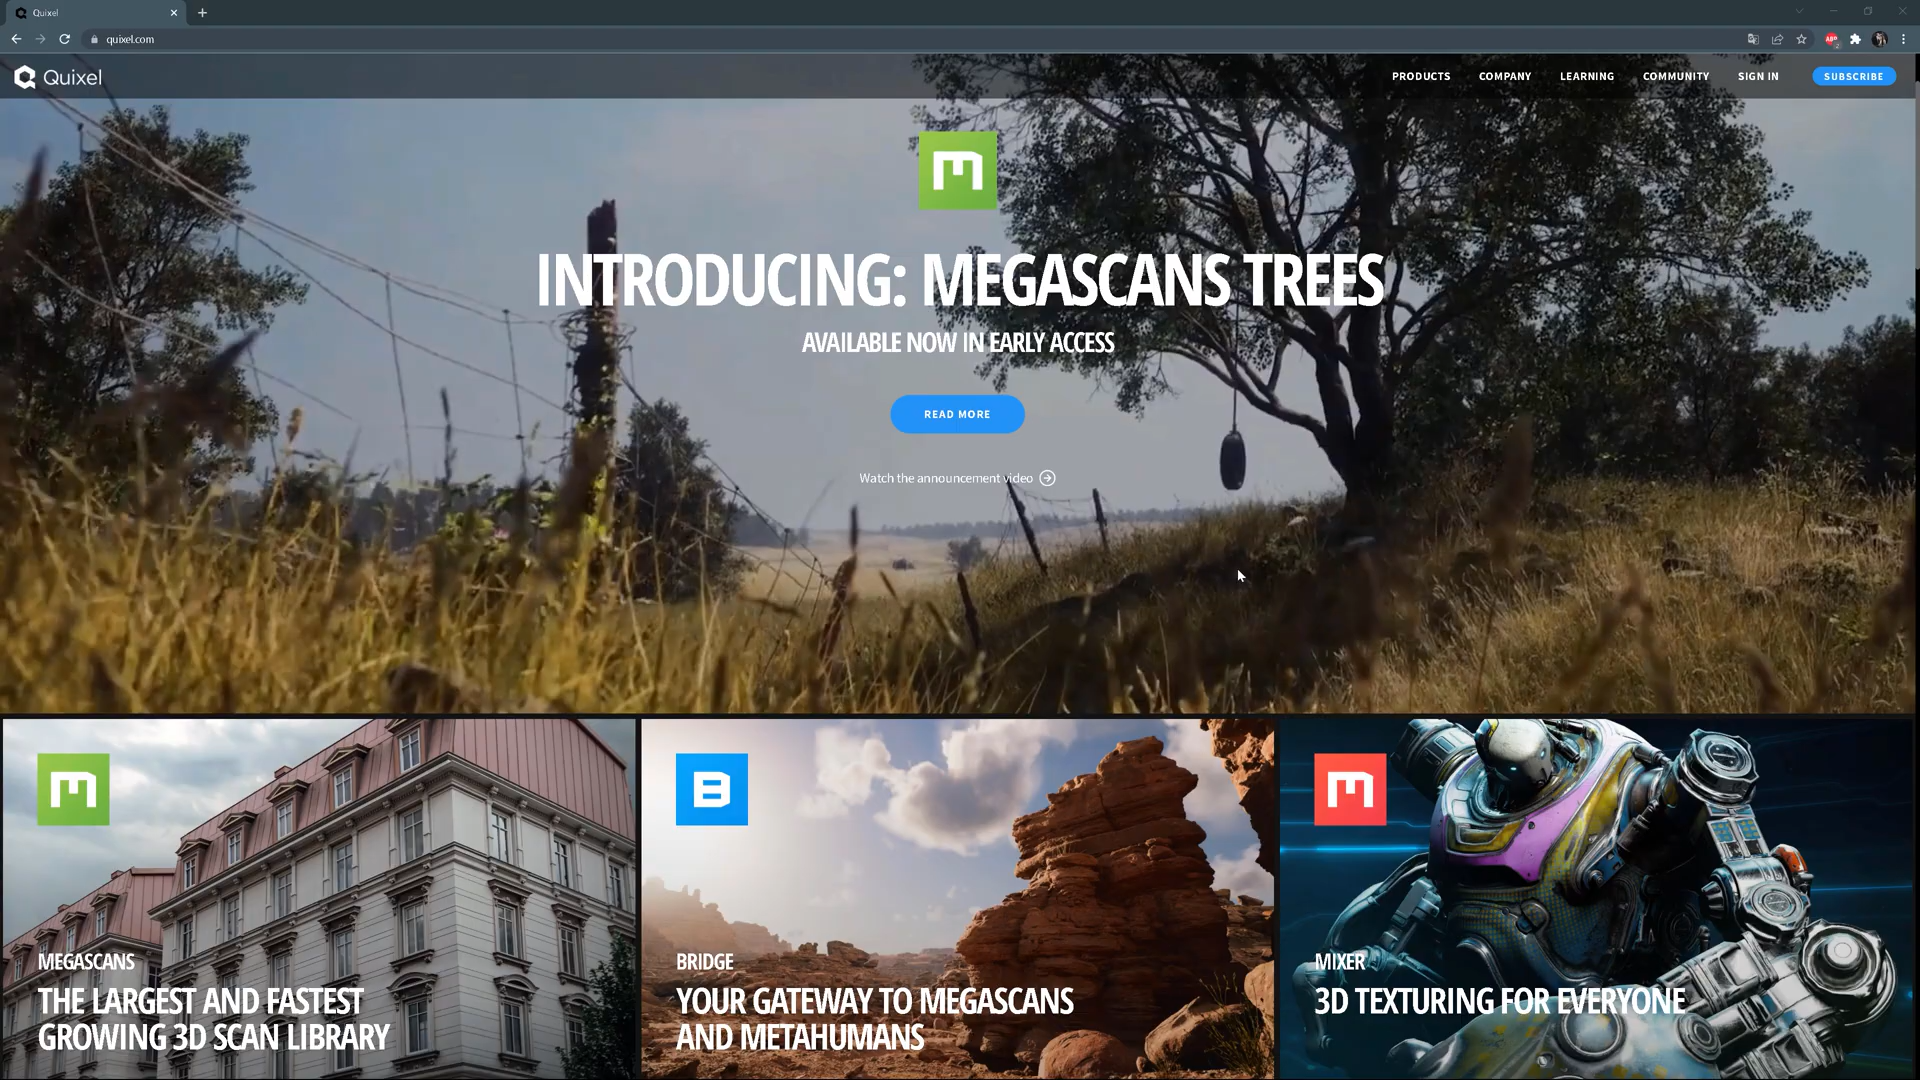 Quixel
quixel.com
Quixel
PRODUCTS
COMPANY
LEARNING
COMMUNITY
SIGN IN
SUBSCRIBE
INTRODUCING: MEGASCANS TREES
AVAILABLE NOW IN EARLY ACCESS
READ MORE
Watch the announcement video
MEGASCANS
THE LARGEST AND FASTEST
GROWING 3D SCAN LIBRARY
B
BRIDGE
YOUR GATEWAY TO MEGASCANS
AND METAHUMANS
MIXER
3D TEXTURING FOR EVERYONE